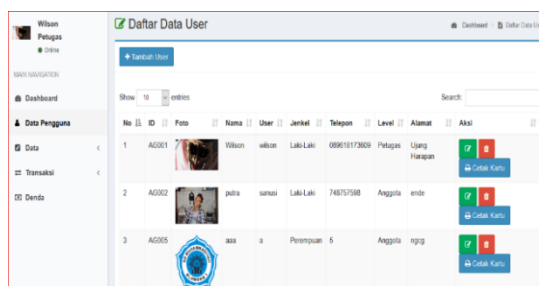 Wilson
Petugas
Online
MAIN NAVIGATION
Dashboard
Data Pengguna
Data
Transaksi
Denda
Daftar Data User
Dashboard
Daftar Data Us
+ Tambah User
Show 10 entries
Search:
No ID Foto Nama User Jenkel Telepon Level Alamat Aksi
1 AG001 Wilson wilson Laki-Laki 089618173609 Petugas Ujung Harapan
Cetak Kartu
2 AG002 putra sanusi Laki-Laki 748757598 Anggota ende
Cetak Kartu
3 AG005 aaa a Perempuan 5 Anggota ngcg
Cetak Kartu